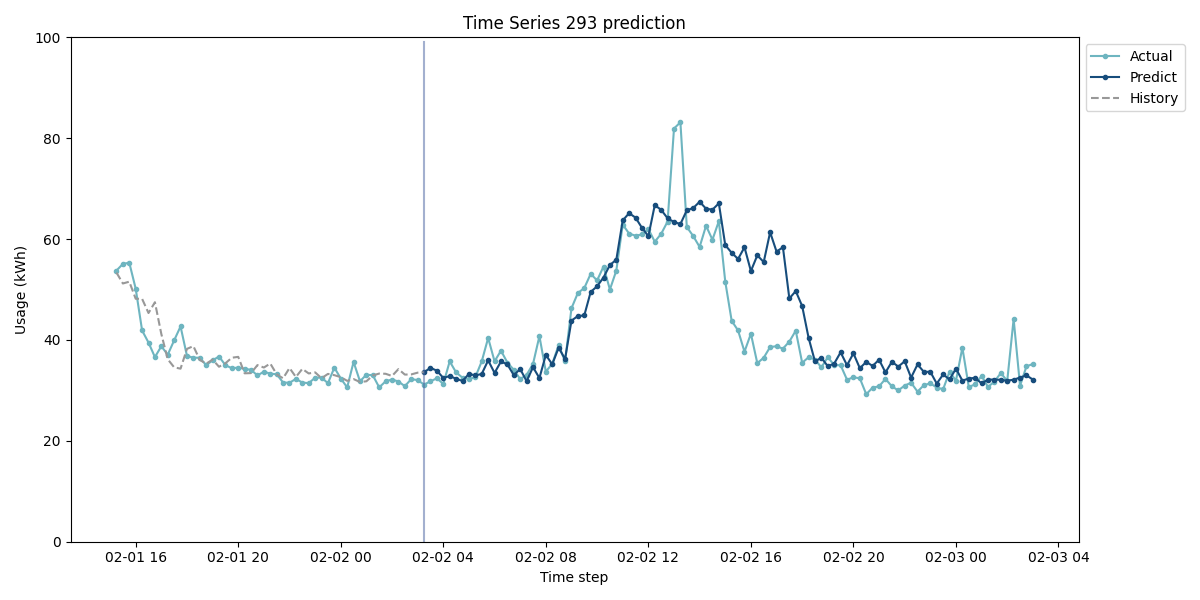 Time Series 293 prediction
100
80
60
40
20
0
Usage (kWh)
02-01 16 02-01 20 02-02 00 02-02 04 02-02 08 02-02 12 02-02 16 02-02 20 02-03 00 02-03 04
Time step
Actual
Predict
History